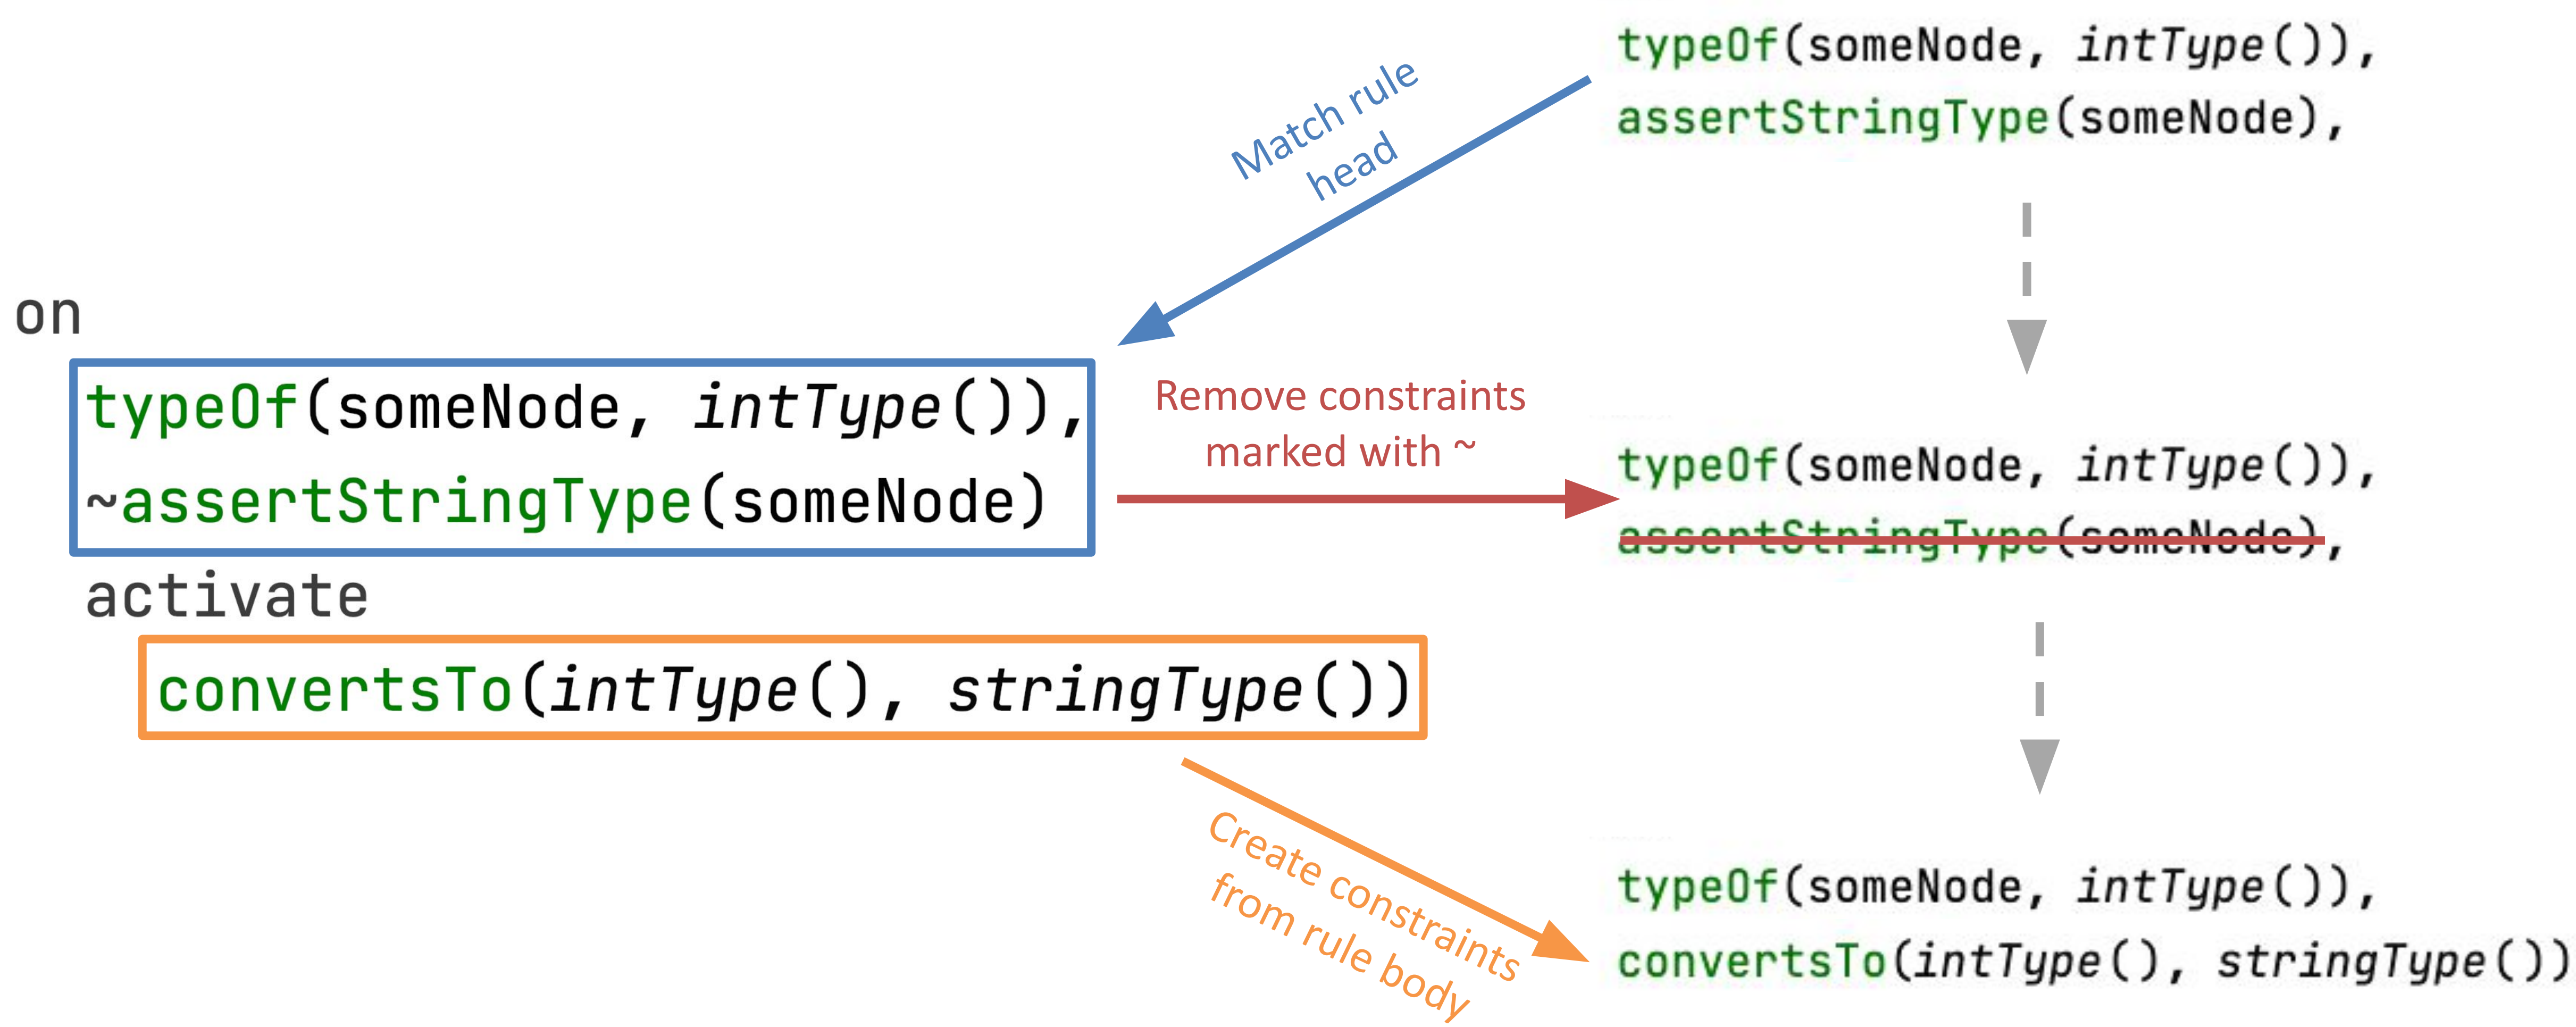 typeOf(someNode, intType()),
assertStringType(someNode),
Match rule
head
on
typeOf(someNode, intType()),
~assertStringType(someNode)
activate
convertsTo(intType(), stringType())
Remove constraints
marked with ~
typeOf(someNode, intType()),
assertStringType(someNode),
Create constraints
from rule body
typeOf(someNode, intType()),
convertsTo(intType(), stringType())